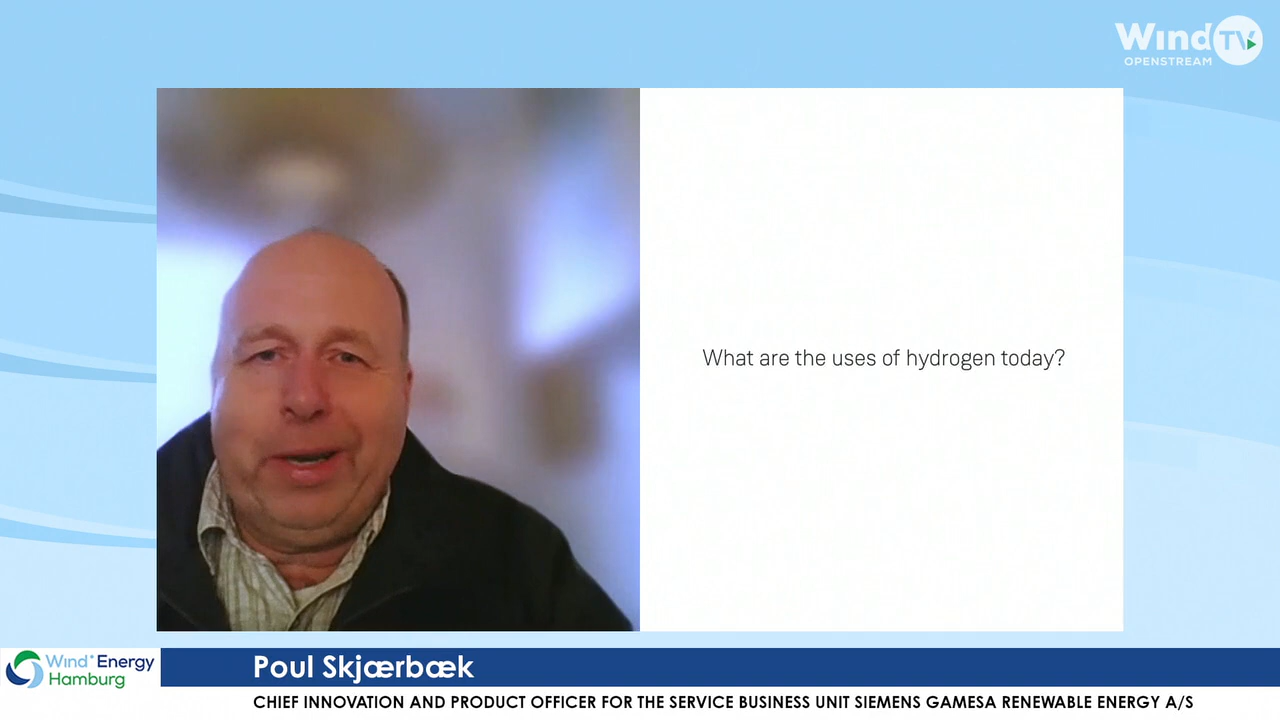 WindTV
OPENSTREAM
What are the uses of hydrogen today?
Wind Energy
Hamburg
Poul Skjærbæk
CHIEF INNOVATION AND PRODUCT OFFICER FOR THE SERVICE BUSINESS UNIT SIEMENS GAMESA RENEWABLE ENERGY A/S